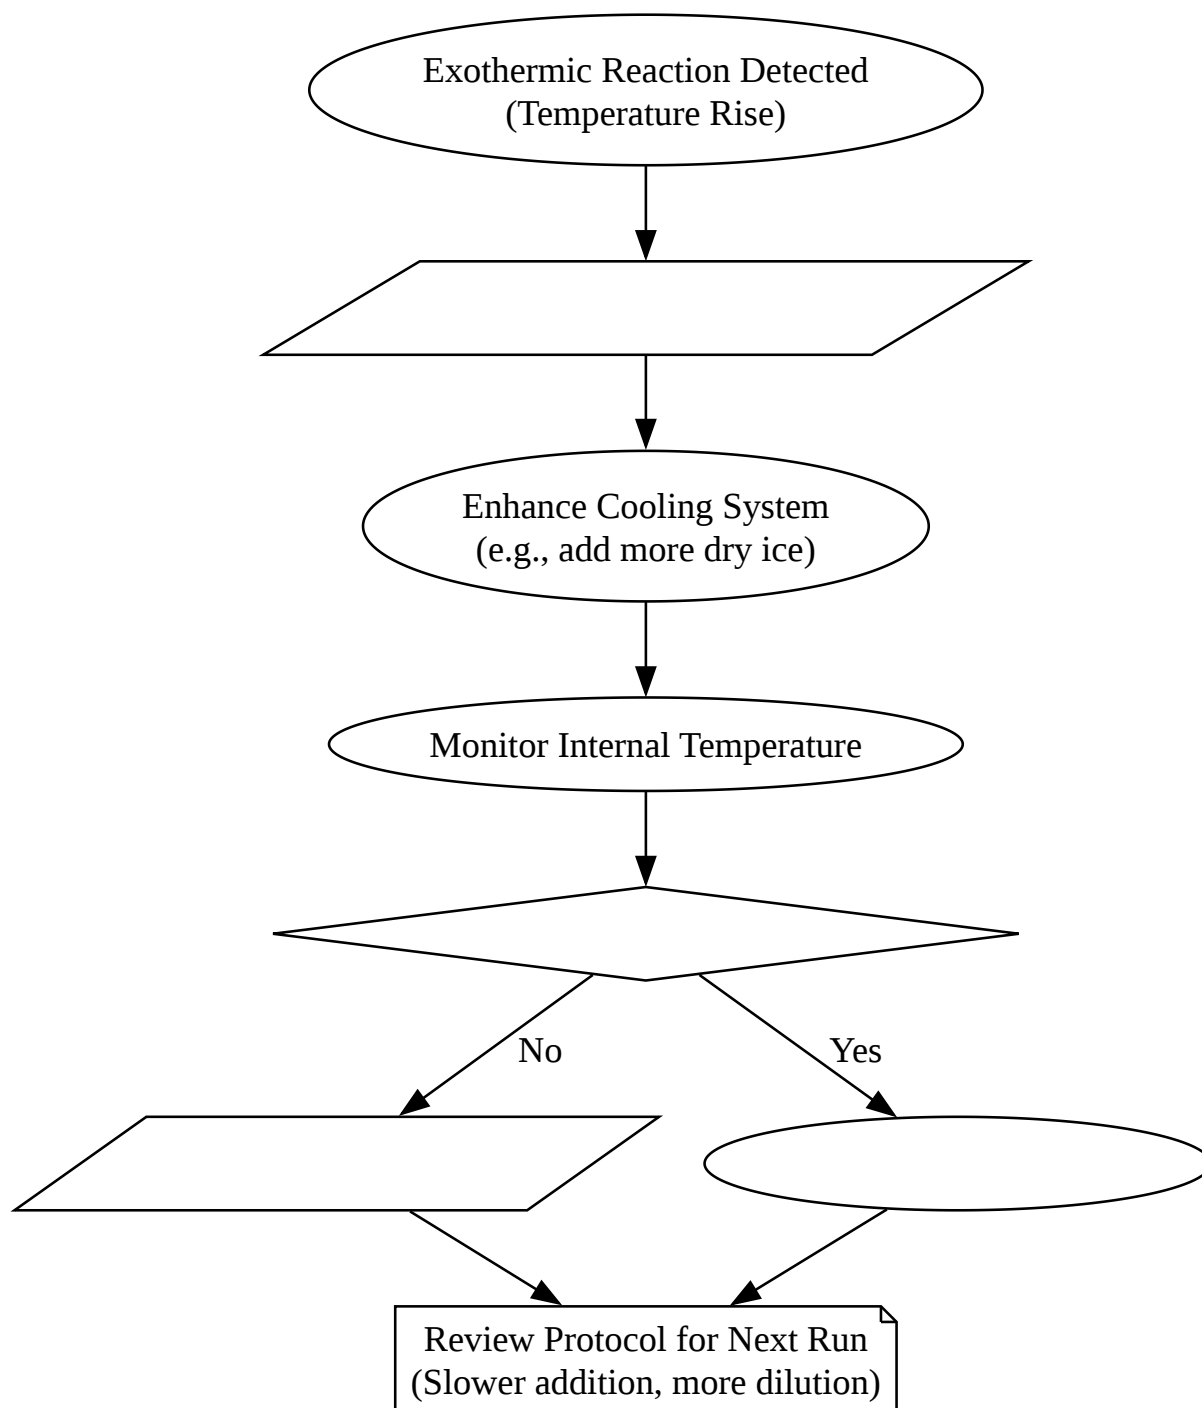 Exothermic Reaction Detected
(Temperature Rise)
Enhance Cooling System
(e.g., add more dry ice)
Monitor Internal Temperature
No
Yes
Review Protocol for Next Run
(Slower addition, more dilution)